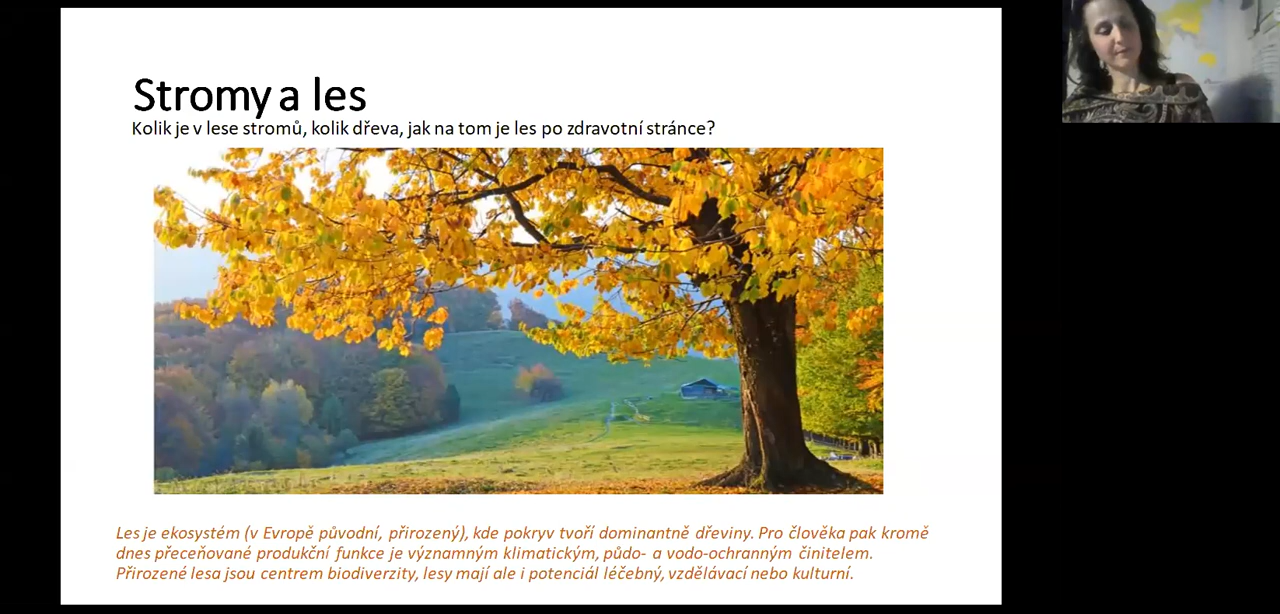 Stromy a les
Kolik je v lese stromů, kolik dřeva, jak na tom je les po zdravotní stránce?
Les je ekosystém (v Evropě původní, přirozený), kde pokryv tvoří dominantně dřeviny. Pro člověka pak kromě
dnes přeceňované produkční funkce je významným klimatickým, půdo- a vodo-ochranným činitelem.
Přirozené lesa jsou centrem biodiverzity, lesy mají ale i potenciál léčebný, vzdělávací nebo kulturní.